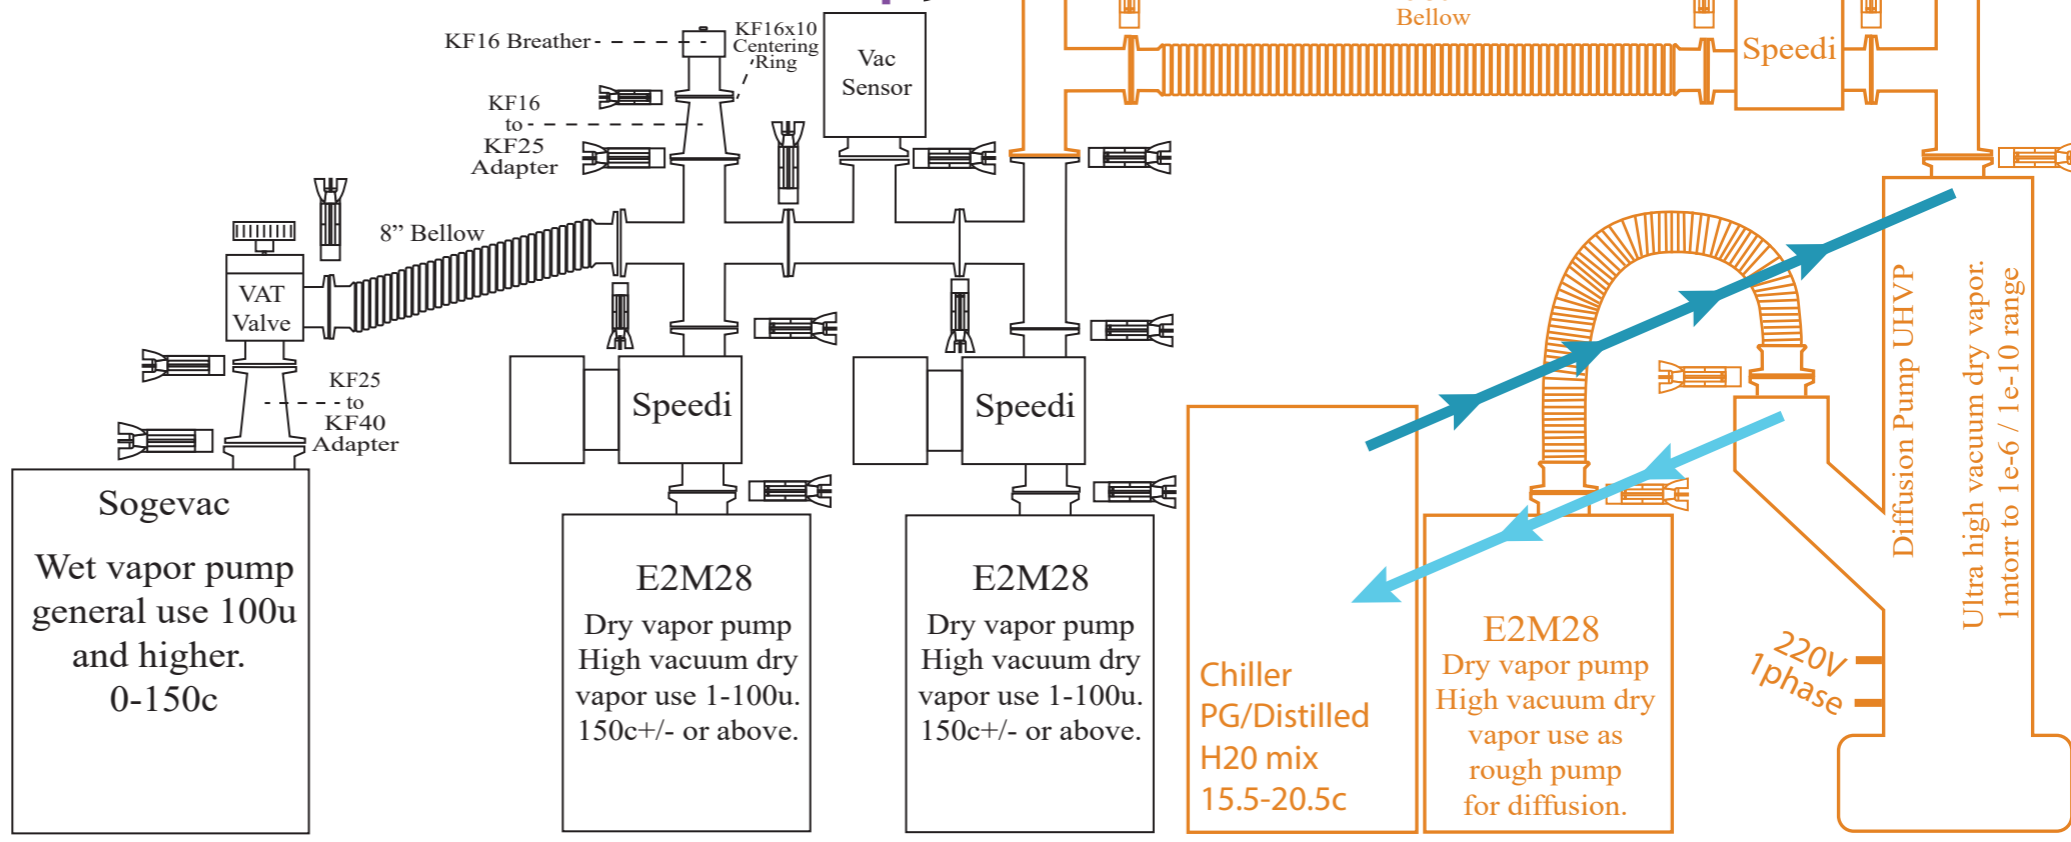 KF16 Breather
KF16x10
Centering
Ring
Vac
Sensor
Bellow
Speedi
KF16
to
KF25
Adapter
8” Bellow
VAT
Valve
KF25
to
KF40
Adapter
Speedi
Speedi
Sogevac
Wet vapor pump
general use 100u
and higher.
0-150c
E2M28
Dry vapor pump
High vacuum dry
vapor use 1-100u.
150c+/- or above.
E2M28
Dry vapor pump
High vacuum dry
vapor use 1-100u.
150c+/- or above.
Chiller
PG/Distilled
H20 mix
15.5-20.5c
E2M28
Dry vapor pump
High vacuum dry
vapor use as
rough pump
for diffusion.
220V
1phase
Diffusion Pump UHVP
Ultra high vacuum dry vapor.
1mtorr to 1e-6 / 1e-10 range